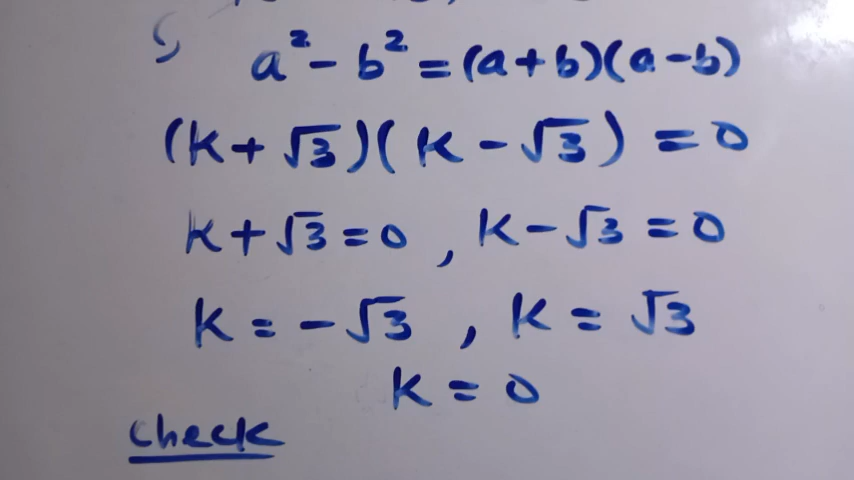 a² - b² = (a+b)(a-b)
(k + √3)(k - √3) = 0
k + √3 = 0 , k - √3 = 0
k = -√3 , k = √3
k = 0
check